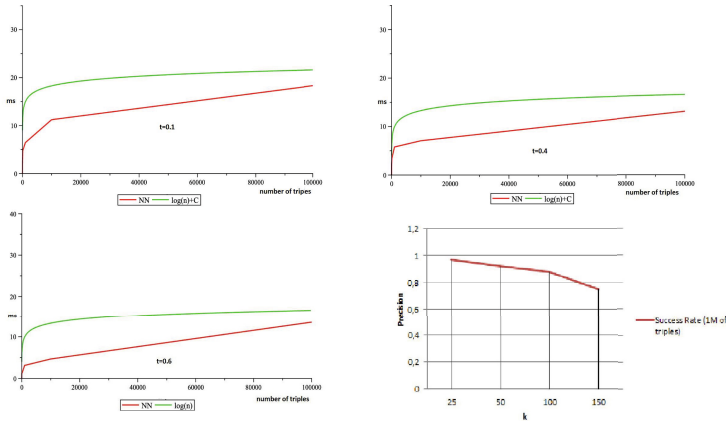 30
20
ms
10
t=0.1
0
0
20000
40000
60000
80000
100000
number of tripes
NN
log(n)+C
30
20
ms
10
t=0.4
0
0
20000
40000
60000
80000
100000
number of triples
NN
log(n)+C
40
30
20
ms
10
t=0.6
0
0
20000
40000
60000
80000
100000
number of triples
NN
log(n)
1,2
1
0,8
0,6
0,4
0,2
0
Precision
25
50
100
150
k
Success Rate (1M of
triples)